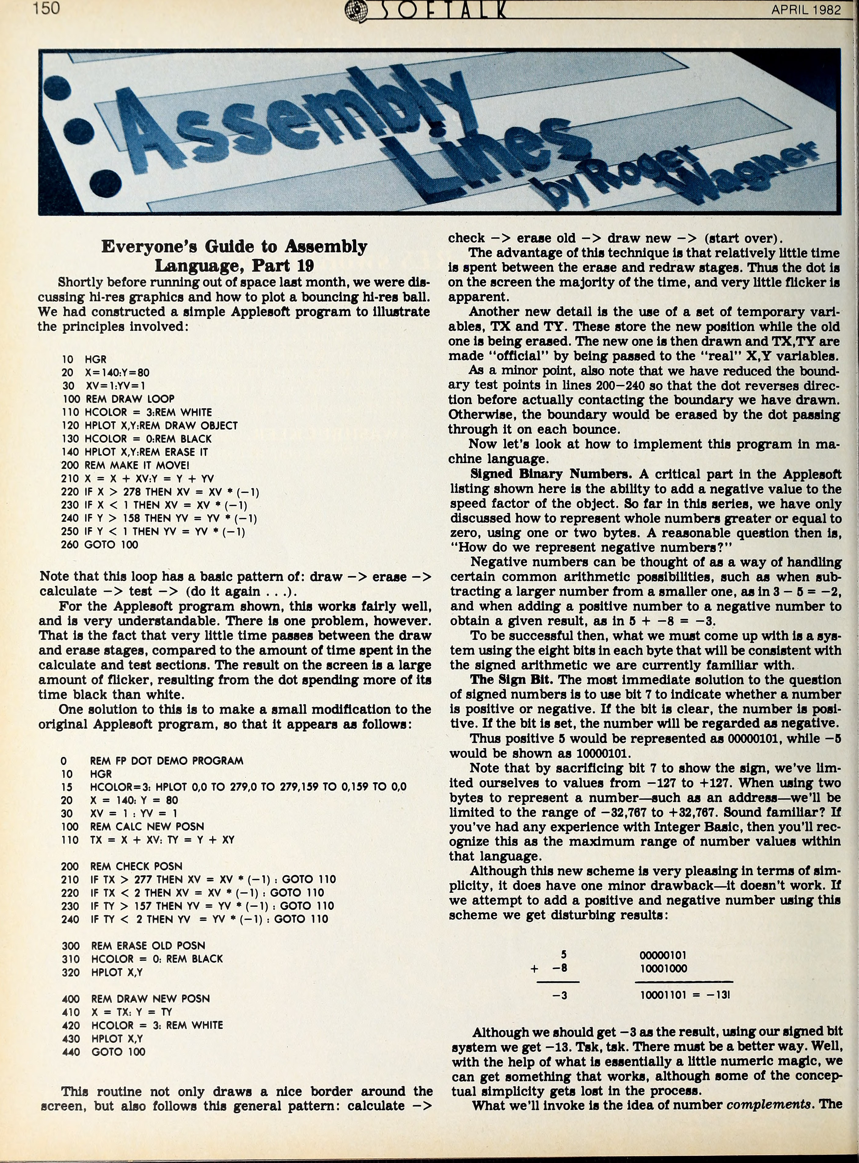 150
SOFTALK
APRIL 1982
Assembly
Lines
by Roger
Wagner
Everyone's Guide to Assembly
Language, Part 19
Shortly before running out of space last month, we were dis-
cussing hi-res graphics and how to plot a bouncing hi-res ball.
We had constructed a simple Applesoft program to illustrate
the principles involved:
10 HGR
20 X=140:Y=80
30 XV=1:YV=1
100 REM DRAW LOOP
110 HCOLOR = 3:REM WHITE
120 HPLOT X,Y:REM DRAW OBJECT
130 HCOLOR = 0:REM BLACK
140 HPLOT X,Y:REM ERASE IT
200 REM MAKE IT MOVE!
210 X = X + XV:Y = Y + YV
220 IF X > 278 THEN XV = XV * (−1)
230 IF X < 1 THEN XV = XV * (−1)
240 IF Y > 158 THEN YV = YV * (−1)
250 IF Y < 1 THEN YV = YV * (−1)
260 GOTO 100
Note that this loop has a basic pattern of: draw −> erase −>
calculate −> test −> (do it again . . .).
For the Applesoft program shown, this works fairly well,
and is very understandable. There is one problem, however.
That is the fact that very little time passes between the draw
and erase stages, compared to the amount of time spent in the
calculate and test sections. The result on the screen is a large
amount of flicker, resulting from the dot spending more of its
time black than white.
One solution to this is to make a small modification to the
original Applesoft program, so that it appears as follows:
0 REM FP DOT DEMO PROGRAM
10 HGR
15 HCOLOR=3: HPLOT 0,0 TO 279,0 TO 279,159 TO 0,159 TO 0,0
20 X = 140: Y = 80
30 XV = 1 : YV = 1
100 REM CALC NEW POSN
110 TX = X + XV: TY = Y + XY
200 REM CHECK POSN
210 IF TX > 277 THEN XV = XV * (−1) : GOTO 110
220 IF TX < 2 THEN XV = XV * (−1) : GOTO 110
230 IF TY > 157 THEN YV = YV * (−1) : GOTO 110
240 IF TY < 2 THEN YV = YV * (−1) : GOTO 110
300 REM ERASE OLD POSN
310 HCOLOR = 0: REM BLACK
320 HPLOT X,Y
400 REM DRAW NEW POSN
410 X = TX: Y = TY
420 HCOLOR = 3: REM WHITE
430 HPLOT X,Y
440 GOTO 100
This routine not only draws a nice border around the
screen, but also follows this general pattern: calculate −>
check −> erase old −> draw new −> (start over).
The advantage of this technique is that relatively little time
is spent between the erase and redraw stages. Thus the dot is
on the screen the majority of the time, and very little flicker is
apparent.
Another new detail is the use of a set of temporary vari-
ables, TX and TY. These store the new position while the old
one is being erased. The new one is then drawn and TX,TY are
made "official" by being passed to the "real" X,Y variables.
As a minor point, also note that we have reduced the bound-
ary test points in lines 200−240 so that the dot reverses direc-
tion before actually contacting the boundary we have drawn.
Otherwise, the boundary would be erased by the dot passing
through it on each bounce.
Now let's look at how to implement this program in ma-
chine language.
Signed Binary Numbers. A critical part in the Applesoft
listing shown here is the ability to add a negative value to the
speed factor of the object. So far in this series, we have only
discussed how to represent whole numbers greater or equal to
zero, using one or two bytes. A reasonable question then is,
"How do we represent negative numbers?"
Negative numbers can be thought of as a way of handling
certain common arithmetic possibilities, such as when sub-
tracting a larger number from a smaller one, as in 3 − 5 = −2,
and when adding a positive number to a negative number to
obtain a given result, as in 5 + −8 = −3.
To be successful then, what we must come up with is a sys-
tem using the eight bits in each byte that will be consistent with
the signed arithmetic we are currently familiar with.
The Sign Bit. The most immediate solution to the question
of signed numbers is to use bit 7 to indicate whether a number
is positive or negative. If the bit is clear, the number is posi-
tive. If the bit is set, the number will be regarded as negative.
Thus positive 5 would be represented as 00000101, while −5
would be shown as 10000101.
Note that by sacrificing bit 7 to show the sign, we've lim-
ited ourselves to values from −127 to +127. When using two
bytes to represent a number—such as an address—we'll be
limited to the range of −32,767 to +32,767. Sound familiar? If
you've had any experience with Integer Basic, then you'll rec-
ognize this as the maximum range of number values within
that language.
Although this new scheme is very pleasing in terms of sim-
plicity, it does have one minor drawback—it doesn't work. If
we attempt to add a positive and negative number using this
scheme we get disturbing results:
5 00000101
+ −8 10001000
−3 10001101 = −13!
Although we should get −3 as the result, using our signed bit
system we get −13. Tsk, tsk. There must be a better way. Well,
with the help of what is essentially a little numeric magic, we
can get something that works, although some of the concep-
tual simplicity gets lost in the process.
What we'll invoke is the idea of number complements. The